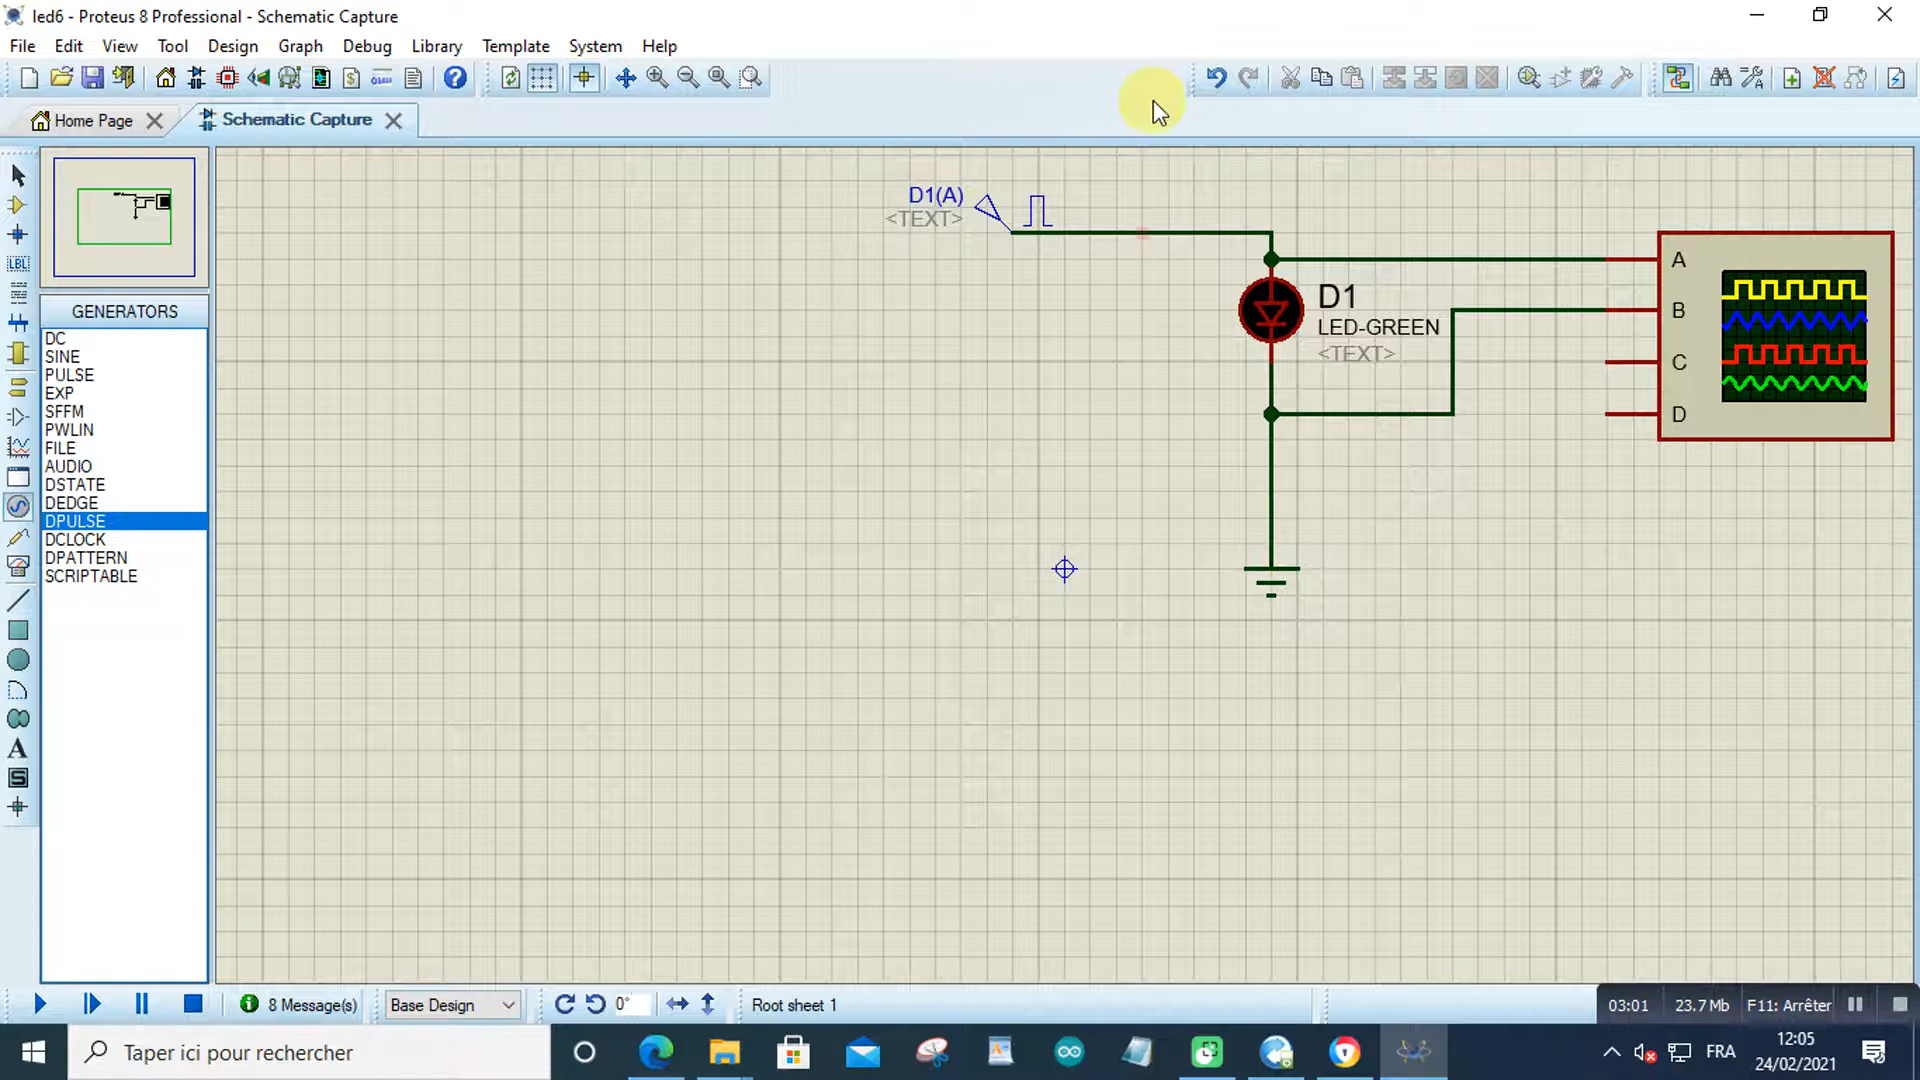 led6 - Proteus 8 Professional - Schematic Capture
File Edit View Tool Design Graph Debug Library Template System Help
Home Page Schematic Capture
LBL
GENERATORS
DC
SINE
PULSE
EXP
SFFM
PWLIN
FILE
AUDIO
DSTATE
DEDGE
DPULSE
DCLOCK
DPATTERN
SCRIPTABLE
A
S
D1(A)
<TEXT>
D1
LED-GREEN
<TEXT>
A
B
C
D
8 Message(s) Base Design 0° Root sheet 1
03:01 23.7 Mb F11: Arrêter
Taper ici pour rechercher
FRA
12:05
24/02/2021